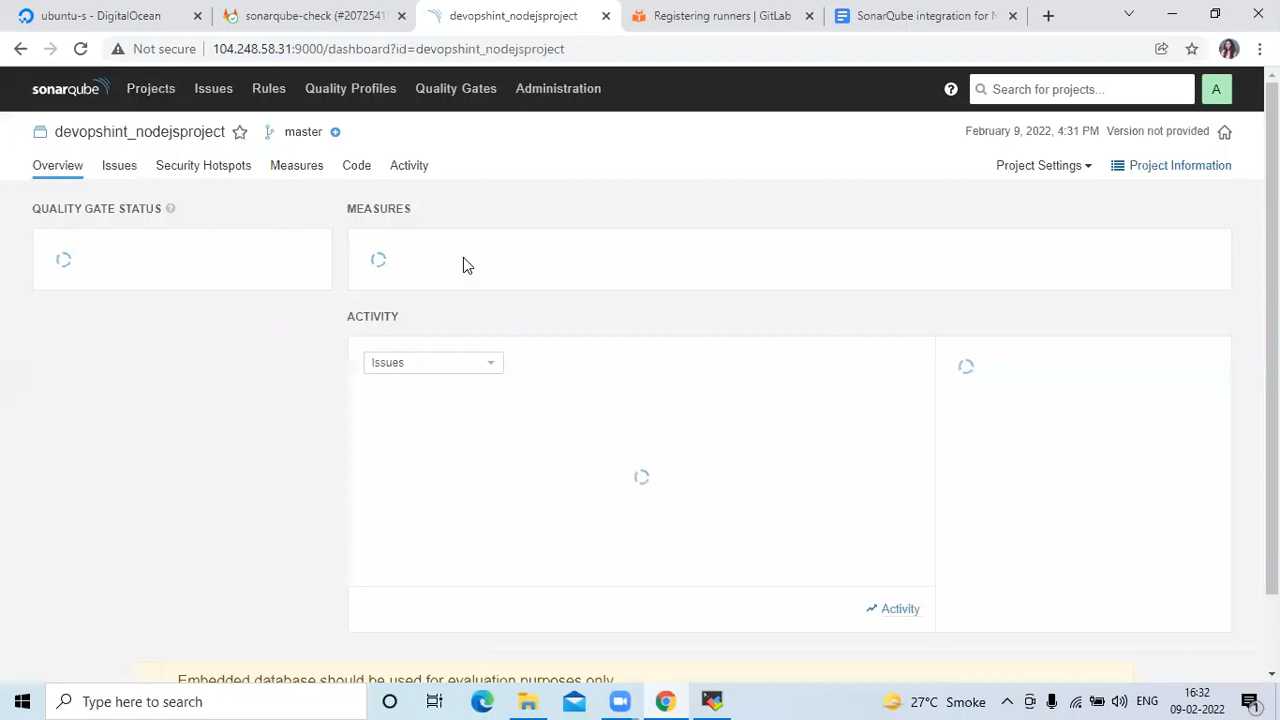 ubuntu-s - DigitalOcean
sonarqube-check (#2072541
devopshint_nodejsproject
Registering runners | GitLab
SonarQube integration for N
Not secure
104.248.58.31:9000/dashboard?id=devopshint_nodejsproject
sonarqube
Projects
Issues
Rules
Quality Profiles
Quality Gates
Administration
Search for projects...
A
devopshint_nodejsproject
master
February 9, 2022, 4:31 PM
Version not provided
Overview
Issues
Security Hotspots
Measures
Code
Activity
Project Settings
Project Information
QUALITY GATE STATUS
MEASURES
ACTIVITY
Issues
Activity
Embedded database should be used for evaluation purposes only
Type here to search
27°C Smoke
ENG
16:32
09-02-2022
1